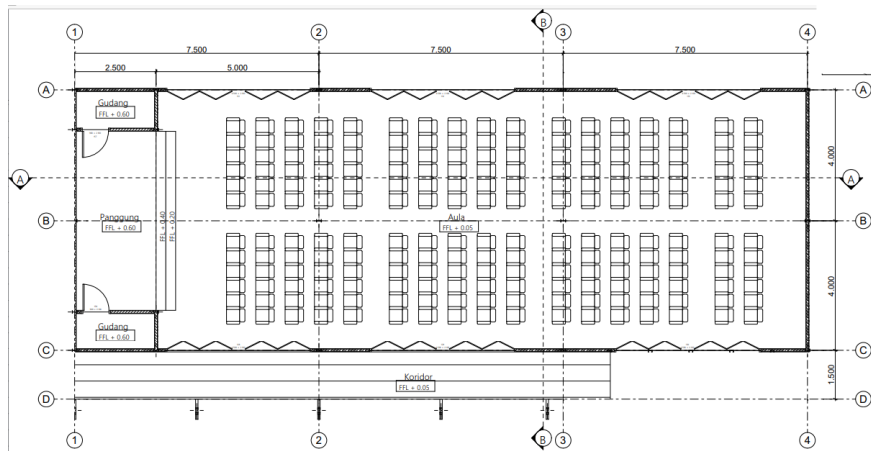 B
1
2
3
4
7.500
7.500
7.500
2.500
5.000
A
A
Gudang
FFL + 0.60
4.000
A
A
Panggung
FFL + 0.60
FFL + 0.40
FFL + 0.20
Aula
FFL + 0.05
B
B
4.000
Gudang
FFL + 0.60
C
C
Koridor
FFL + 0.05
1.500
D
D
1
2
B
3
4